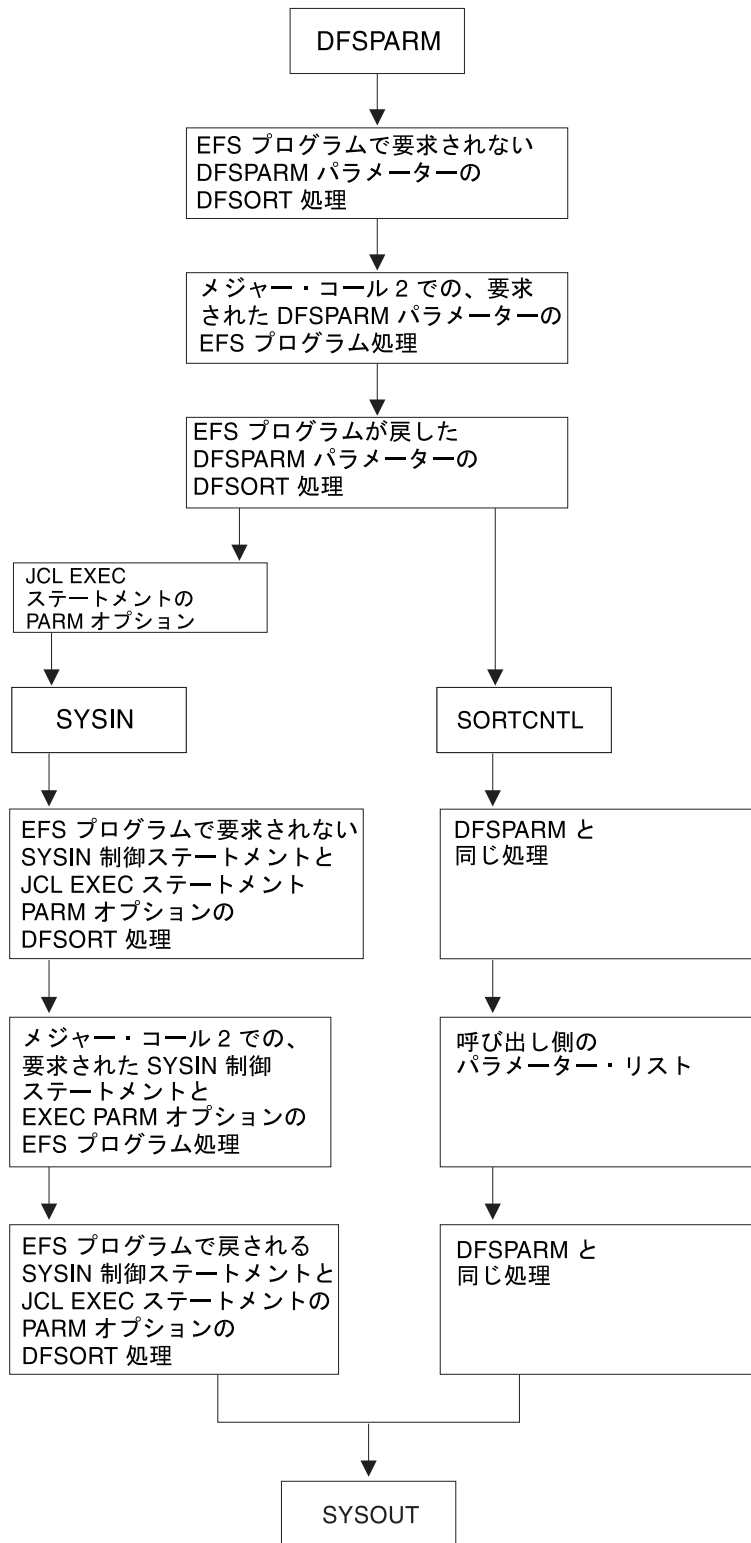 DFSPARM
EFS プログラムで要求されない
DFSPARM パラメーターの
DFSORT 処理
メジャー・コール 2 での、要求
された DFSPARM パラメーターの
EFS プログラム処理
EFS プログラムが戻した
DFSPARM パラメーターの
DFSORT 処理
JCL EXEC
ステートメントの
PARM オプション
SYSIN
SORTCNTL
EFS プログラムで要求されない
SYSIN 制御ステートメントと
JCL EXEC ステートメント
PARM オプションの
DFSORT 処理
DFSPARM と
同じ処理
メジャー・コール 2 での、
要求された SYSIN 制御
ステートメントと
EXEC PARM オプションの
EFS プログラム処理
呼び出し側の
パラメーター・リスト
EFS プログラムで戻される
SYSIN 制御ステートメントと
JCL EXEC ステートメントの
PARM オプションの
DFSORT 処理
DFSPARM と
同じ処理
SYSOUT